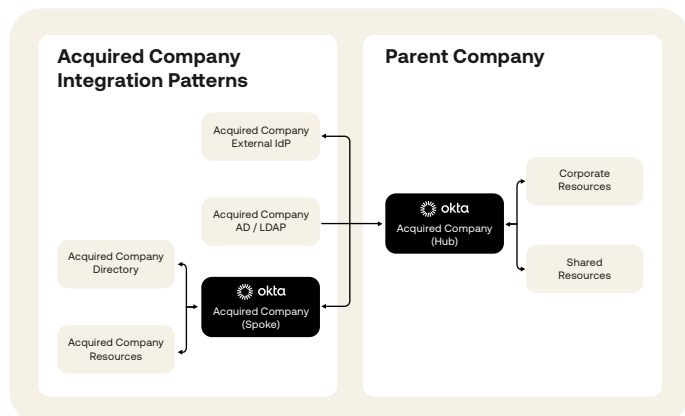 Acquired Company
Integration Patterns
Parent Company
Acquired Company
External IdP
Acquired Company
AD / LDAP
Acquired Company
Directory
Acquired Company
Resources
okta
Acquired Company
(Spoke)
okta
Acquired Company
(Hub)
Corporate
Resources
Shared
Resources